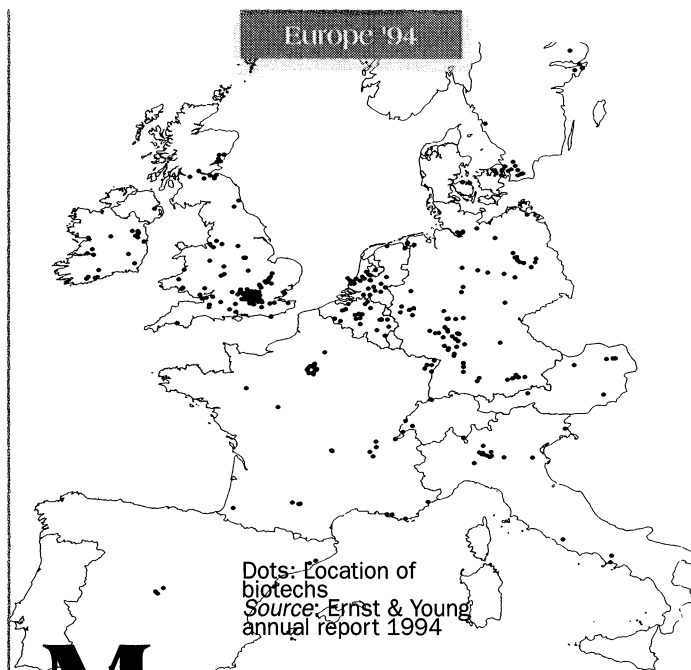 Europe '94
Dots: Location of
biotechs
Source: Ernst & Young
annual report 1994
M